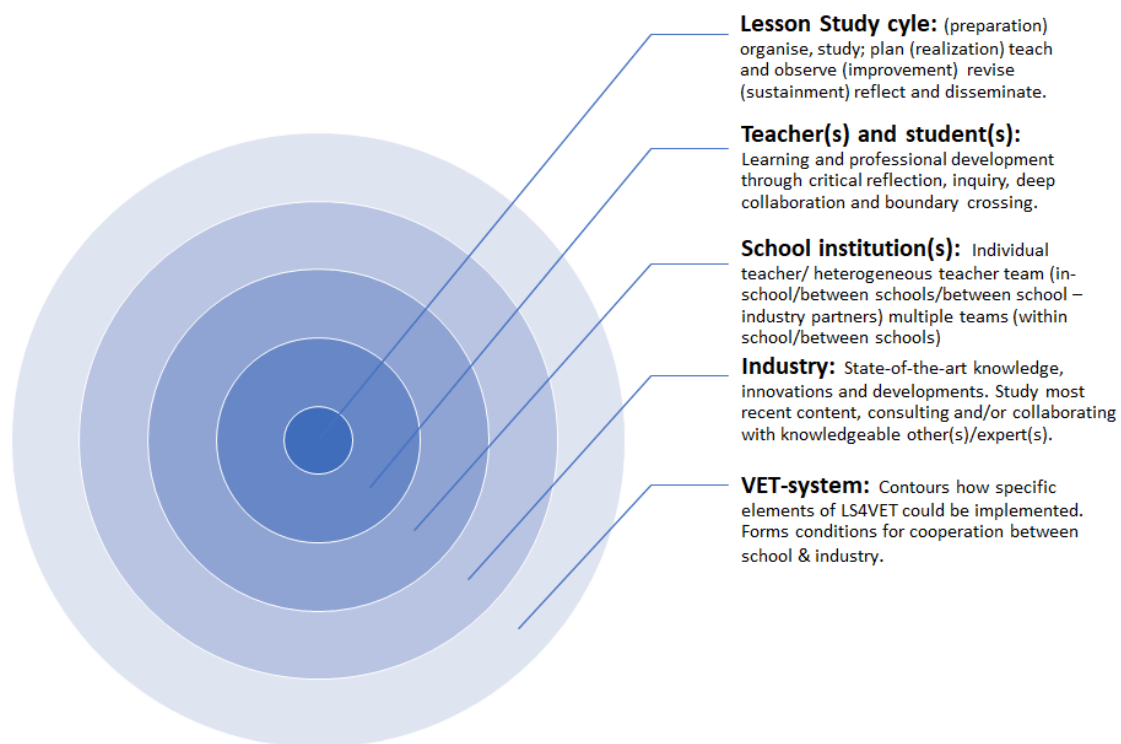 Lesson Study cyle: (preparation)
organise, study; plan (realization) teach
and observe (improvement) revise
(sustainment) reflect and disseminate.
Teacher(s) and student(s):
Learning and professional development
through critical reflection, inquiry, deep
collaboration and boundary crossing.
School institution(s): Individual
teacher/ heterogeneous teacher team (in-
school/between schools/between school –
industry partners) multiple teams (within
school/between schools)
Industry: State-of-the-art knowledge,
innovations and developments. Study most
recent content, consulting and/or collaborating
with knowledgeable other(s)/expert(s).
VET-system: Contours how specific
elements of LS4VET could be implemented.
Forms conditions for cooperation between
school & industry.